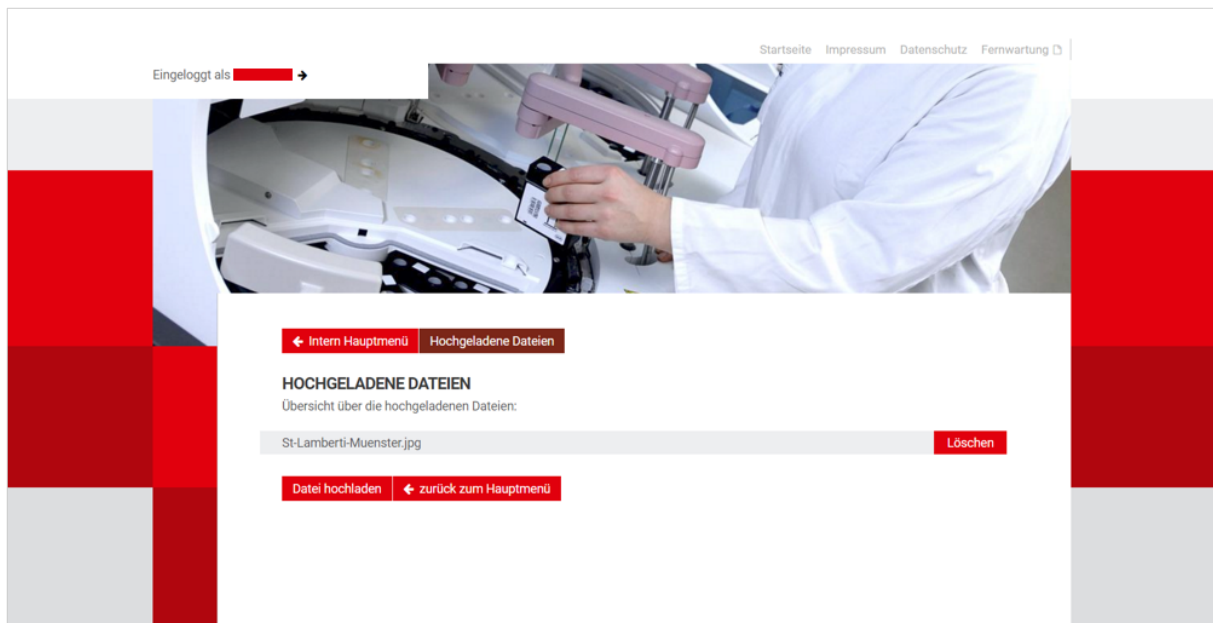 Startseite Impressum Datenschutz Fernwartung
Eingeloggt als
Intern Hauptmenü Hochgeladene Dateien
HOCHGELADENE DATEIEN
Übersicht über die hochgeladenen Dateien:
St-Lamberti-Muenster.jpg Löschen
Datei hochladen zurück zum Hauptmenü